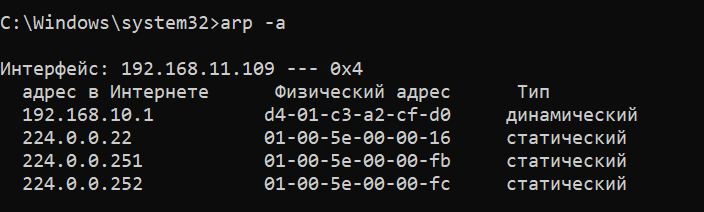 C:\Windows\system32>arp -a
Интерфейс: 192.168.11.109 --- 0x4
адрес в Интернете Физический адрес Тип
192.168.10.1 d4-01-c3-a2-cf-d0 динамический
224.0.0.22 01-00-5e-00-00-16 статический
224.0.0.251 01-00-5e-00-00-fb статический
224.0.0.252 01-00-5e-00-00-fc статический